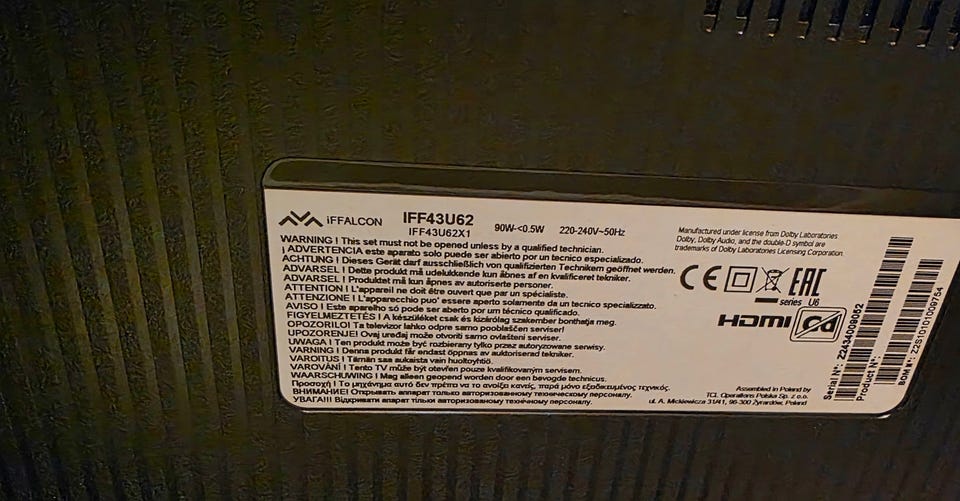 iFFALCON
IFF43U62
IFF43U62X1
90W-<0.5W 220-240V~50Hz
WARNING ! This set must not be opened unless by a qualified technician.
¡ ADVERTENCIA este aparato solo puede ser abierto por un tecnico especializado.
ACHTUNG ! Dieses Gerät darf ausschließlich von qualifizierten Technikern geöffnet werden.
ADVARSEL ! Dette produkt må udelukkende kun åbnes af en kvalificeret tekniker.
ADVARSEL ! Produktet må kun åpnes av autoriserte personer.
ATTENTION ! L'appareil ne doit être ouvert que par un spécialiste.
ATTENZIONE ! L'apparecchio puo' essere aperto solamente da un tecnico specializzato.
AVISO ! Este aparelho só pode ser aberto por um técnico qualificado.
FIGYELMEZTETÉS ! A készüléket csak és kizárólag szakember bonthatja meg.
OPOZORILO! Ta televizor lahko odpre samo pooblaščen serviser!
UPOZORENJE! Ovaj uređaj može otvoriti samo ovlašteni serviser.
UWAGA ! Ten produkt może być rozbierany tylko przez autoryzowane serwisy.
VARNING ! Denna produkt får endast öppnas av auktoriserad tekniker.
VAROITUS ! Tämän saa aukaista vain huoltoyhtiö.
VAROVÁNÍ ! Tento TV může být otevřen pouze kvalifikovaným servisem.
WAARSCHUWING ! Mag alleen geopend worden door een bevoegde technicus.
Προσοχή ! Το μηχάνημα αυτό δεν πρέπει να το ανοίξει κανείς, παρά μόνο εξειδικευμένος τεχνικός.
ВНИМАНИЕ! Открывать аппарат только авторизованному техническому персоналу.
УВАГА!!! Відкривати апарат тільки авторизованому технічному персоналу.
Manufactured under license from Dolby Laboratories.
Dolby, Dolby Audio, and the double-D symbol are
trademarks of Dolby Laboratories Licensing Corporation.
CE EAC
series U6
HDMI Cd
Assembled in Poland by
TCL Operations Polska Sp. z o.o.
ul. A. Mickiewicza 31/41, 96-300 Żyrardów, Poland
Serial N°: 22434009052
Product N°:
BOM N°: 22S10101009754